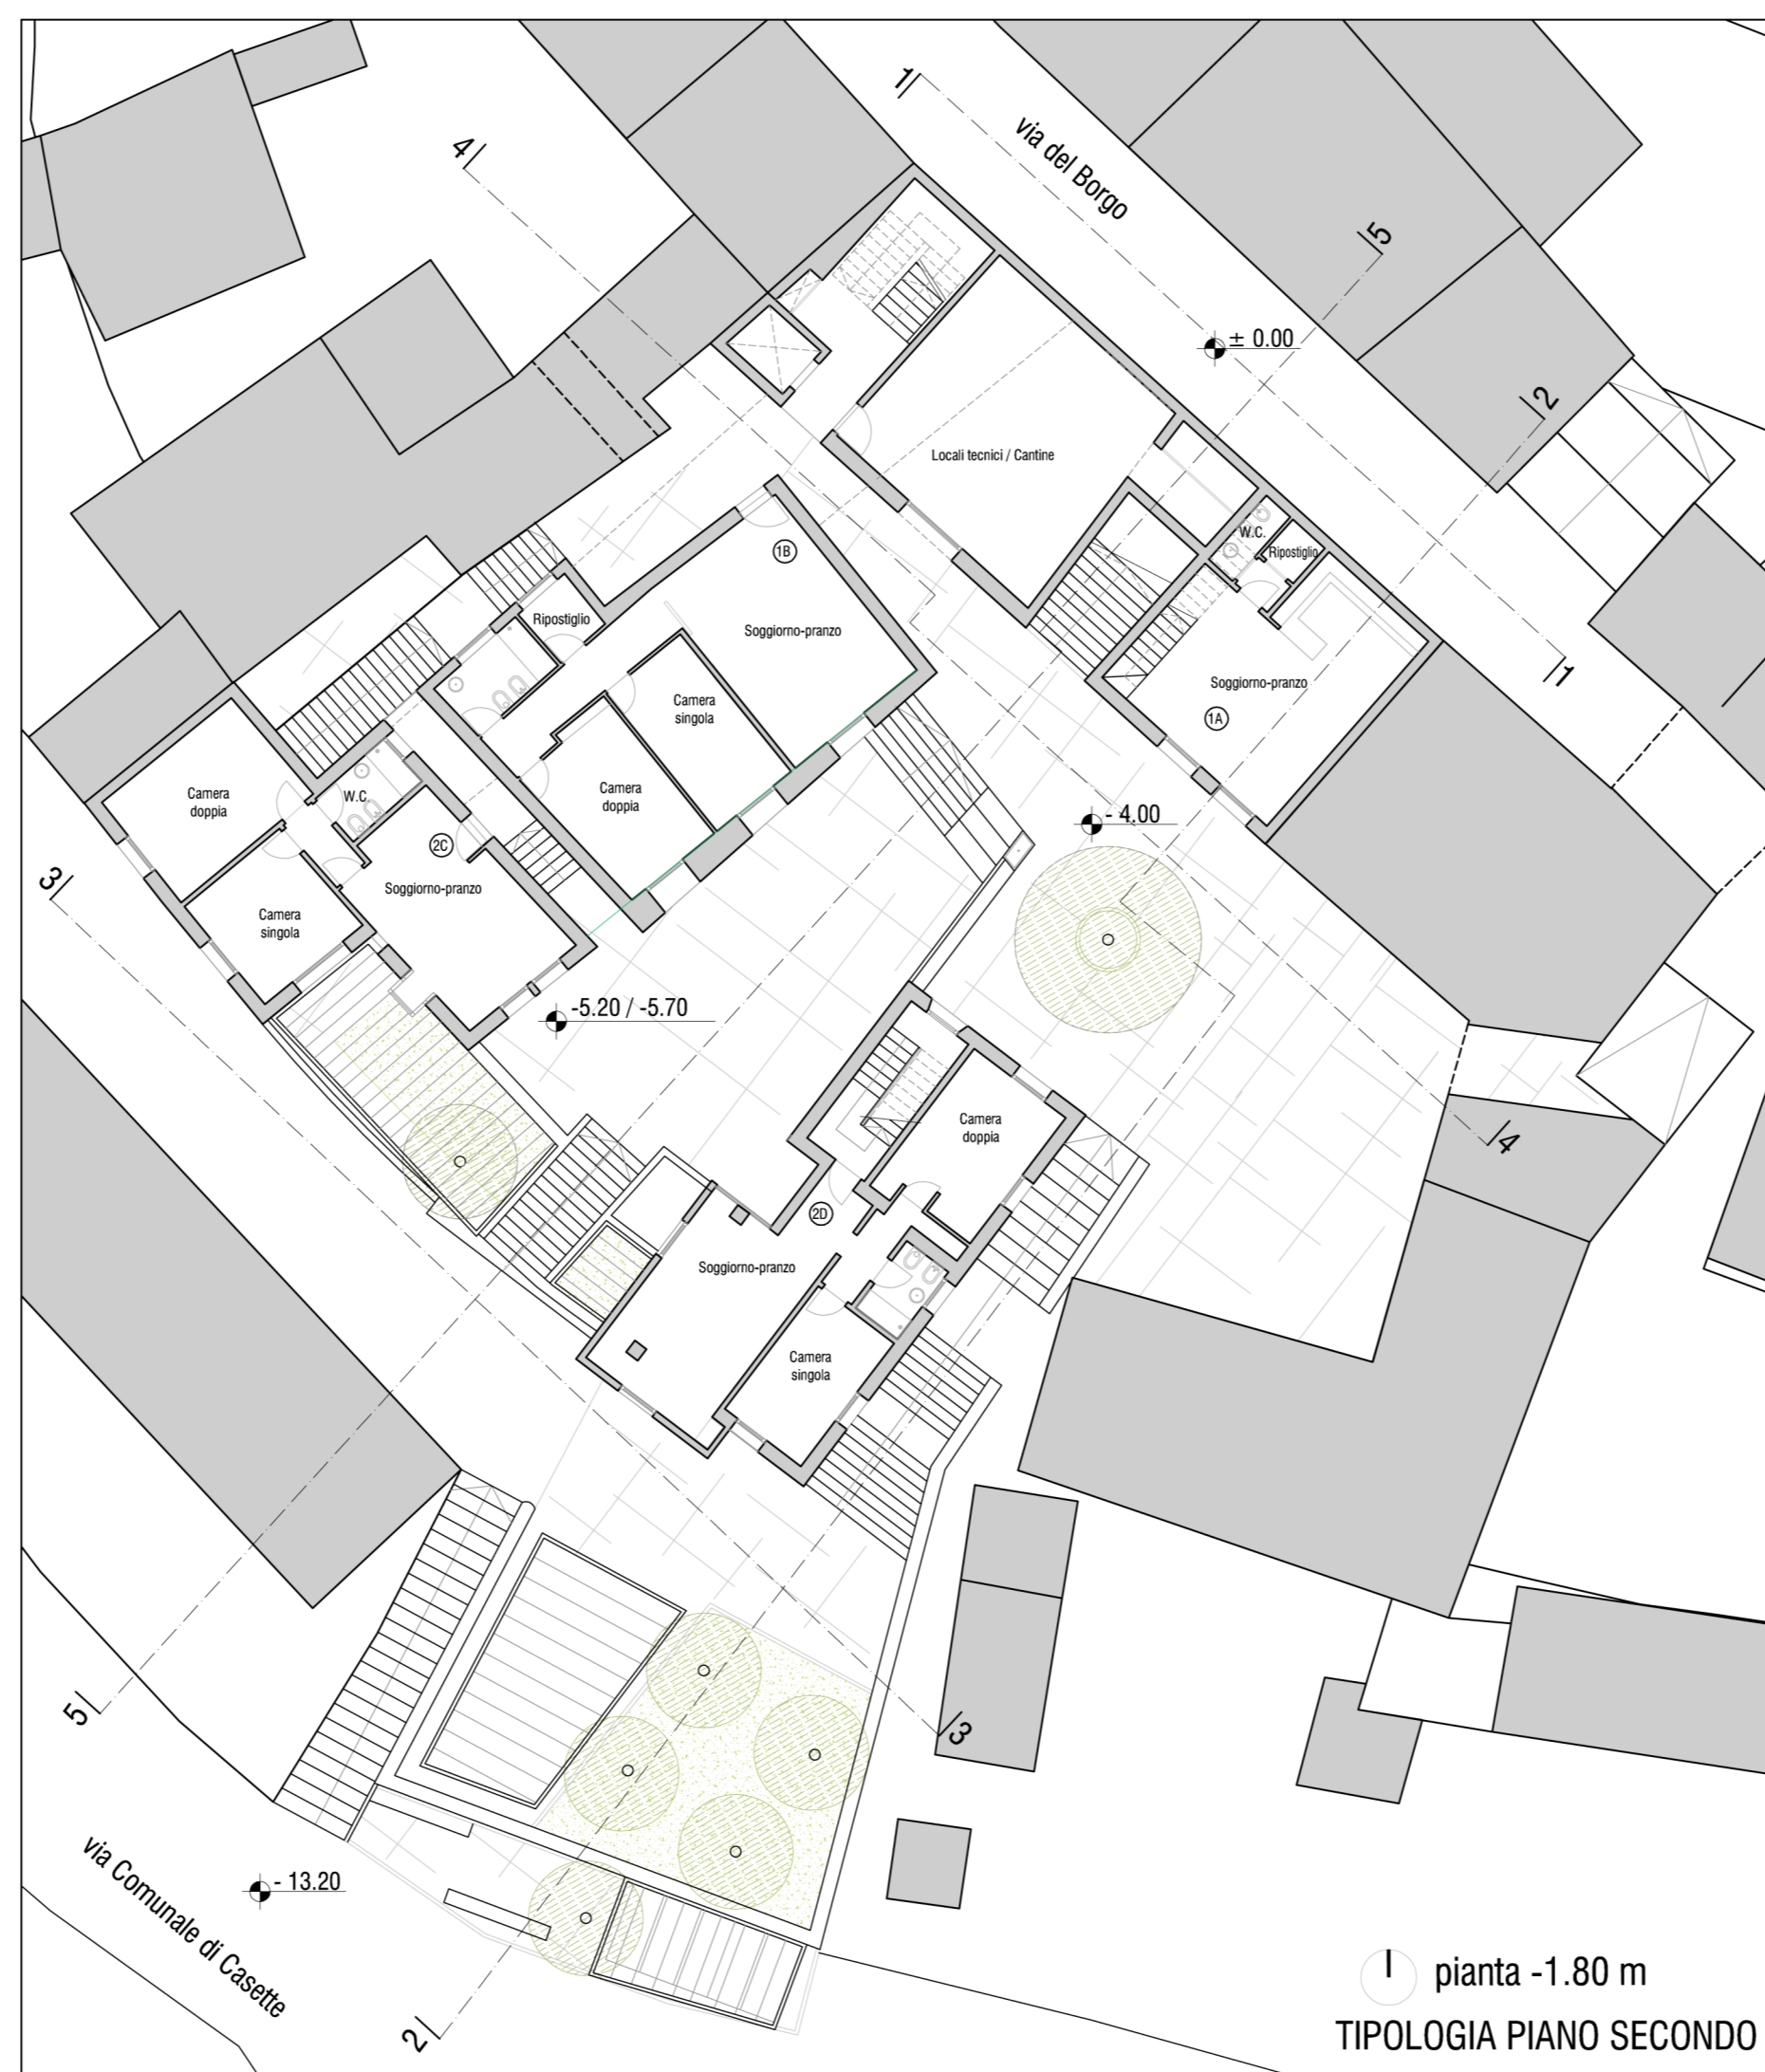 1
via del Borgo
4
5
± 0.00
2
Locali tecnici / Cantine
W.C.
Ripostiglio
1B
Ripostiglio
Soggiorno-pranzo
1
Soggiorno-pranzo
Camera
singola
1A
Camera
doppia
Camera
doppia
W.C.
- 4.00
2C
3
Soggiorno-pranzo
Camera
singola
-5.20 / -5.70
Camera
doppia
4
2D
Soggiorno-pranzo
Camera
singola
5
3
via Comunale di Casette
- 13.20
2
pianta -1.80 m
TIPOLOGIA PIANO SECONDO